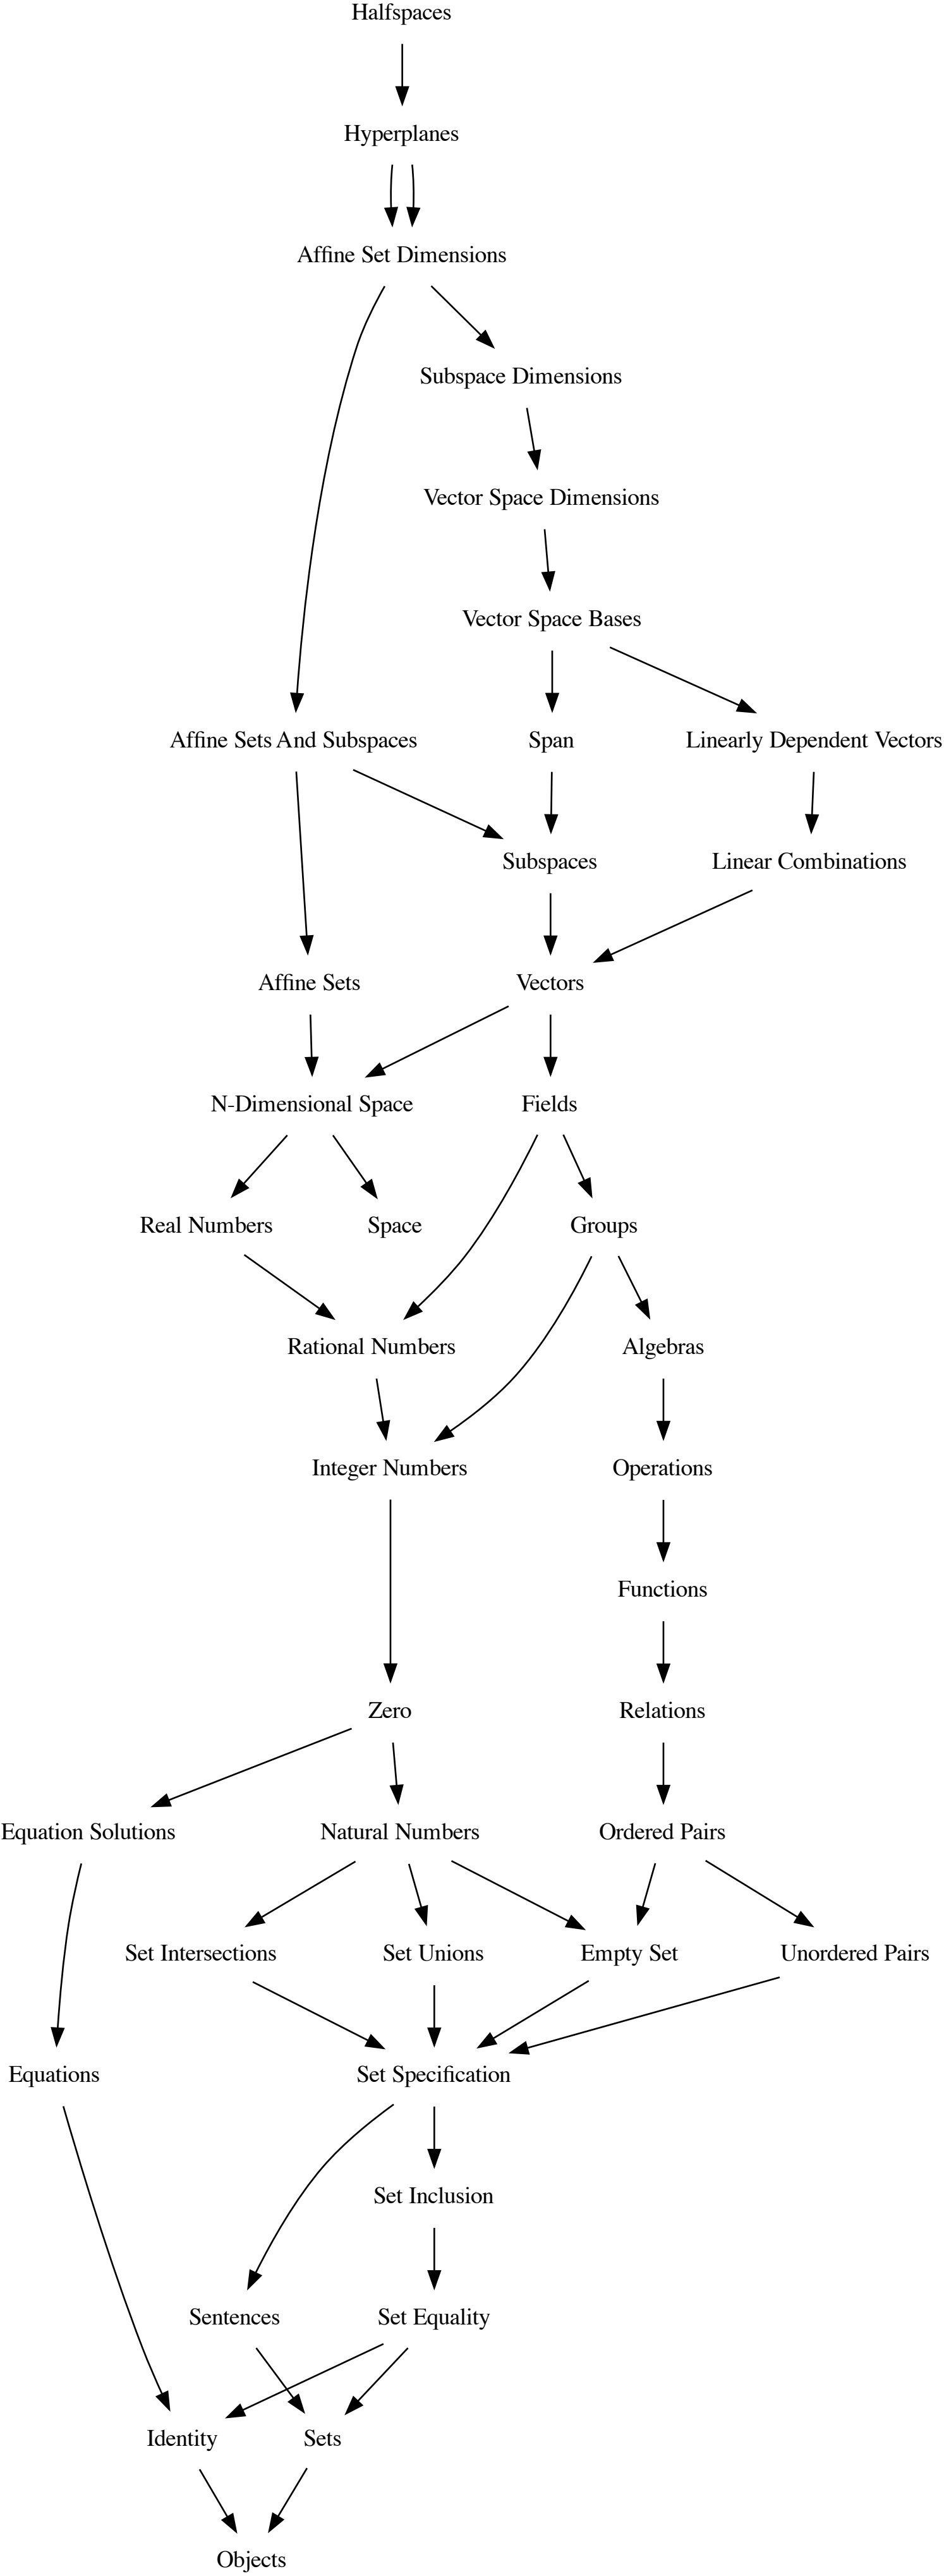 Halfspaces
Hyperplanes
Affine Set Dimensions
Subspace Dimensions
Vector Space Dimensions
Vector Space Bases
Affine Sets And Subspaces
Span
Linearly Dependent Vectors
Subspaces
Linear Combinations
Affine Sets
Vectors
N-Dimensional Space
Fields
Real Numbers
Space
Groups
Rational Numbers
Algebras
Integer Numbers
Operations
Functions
Zero
Relations
Equation Solutions
Natural Numbers
Ordered Pairs
Set Intersections
Set Unions
Empty Set
Unordered Pairs
Equations
Set Specification
Set Inclusion
Sentences
Set Equality
Identity
Sets
Objects